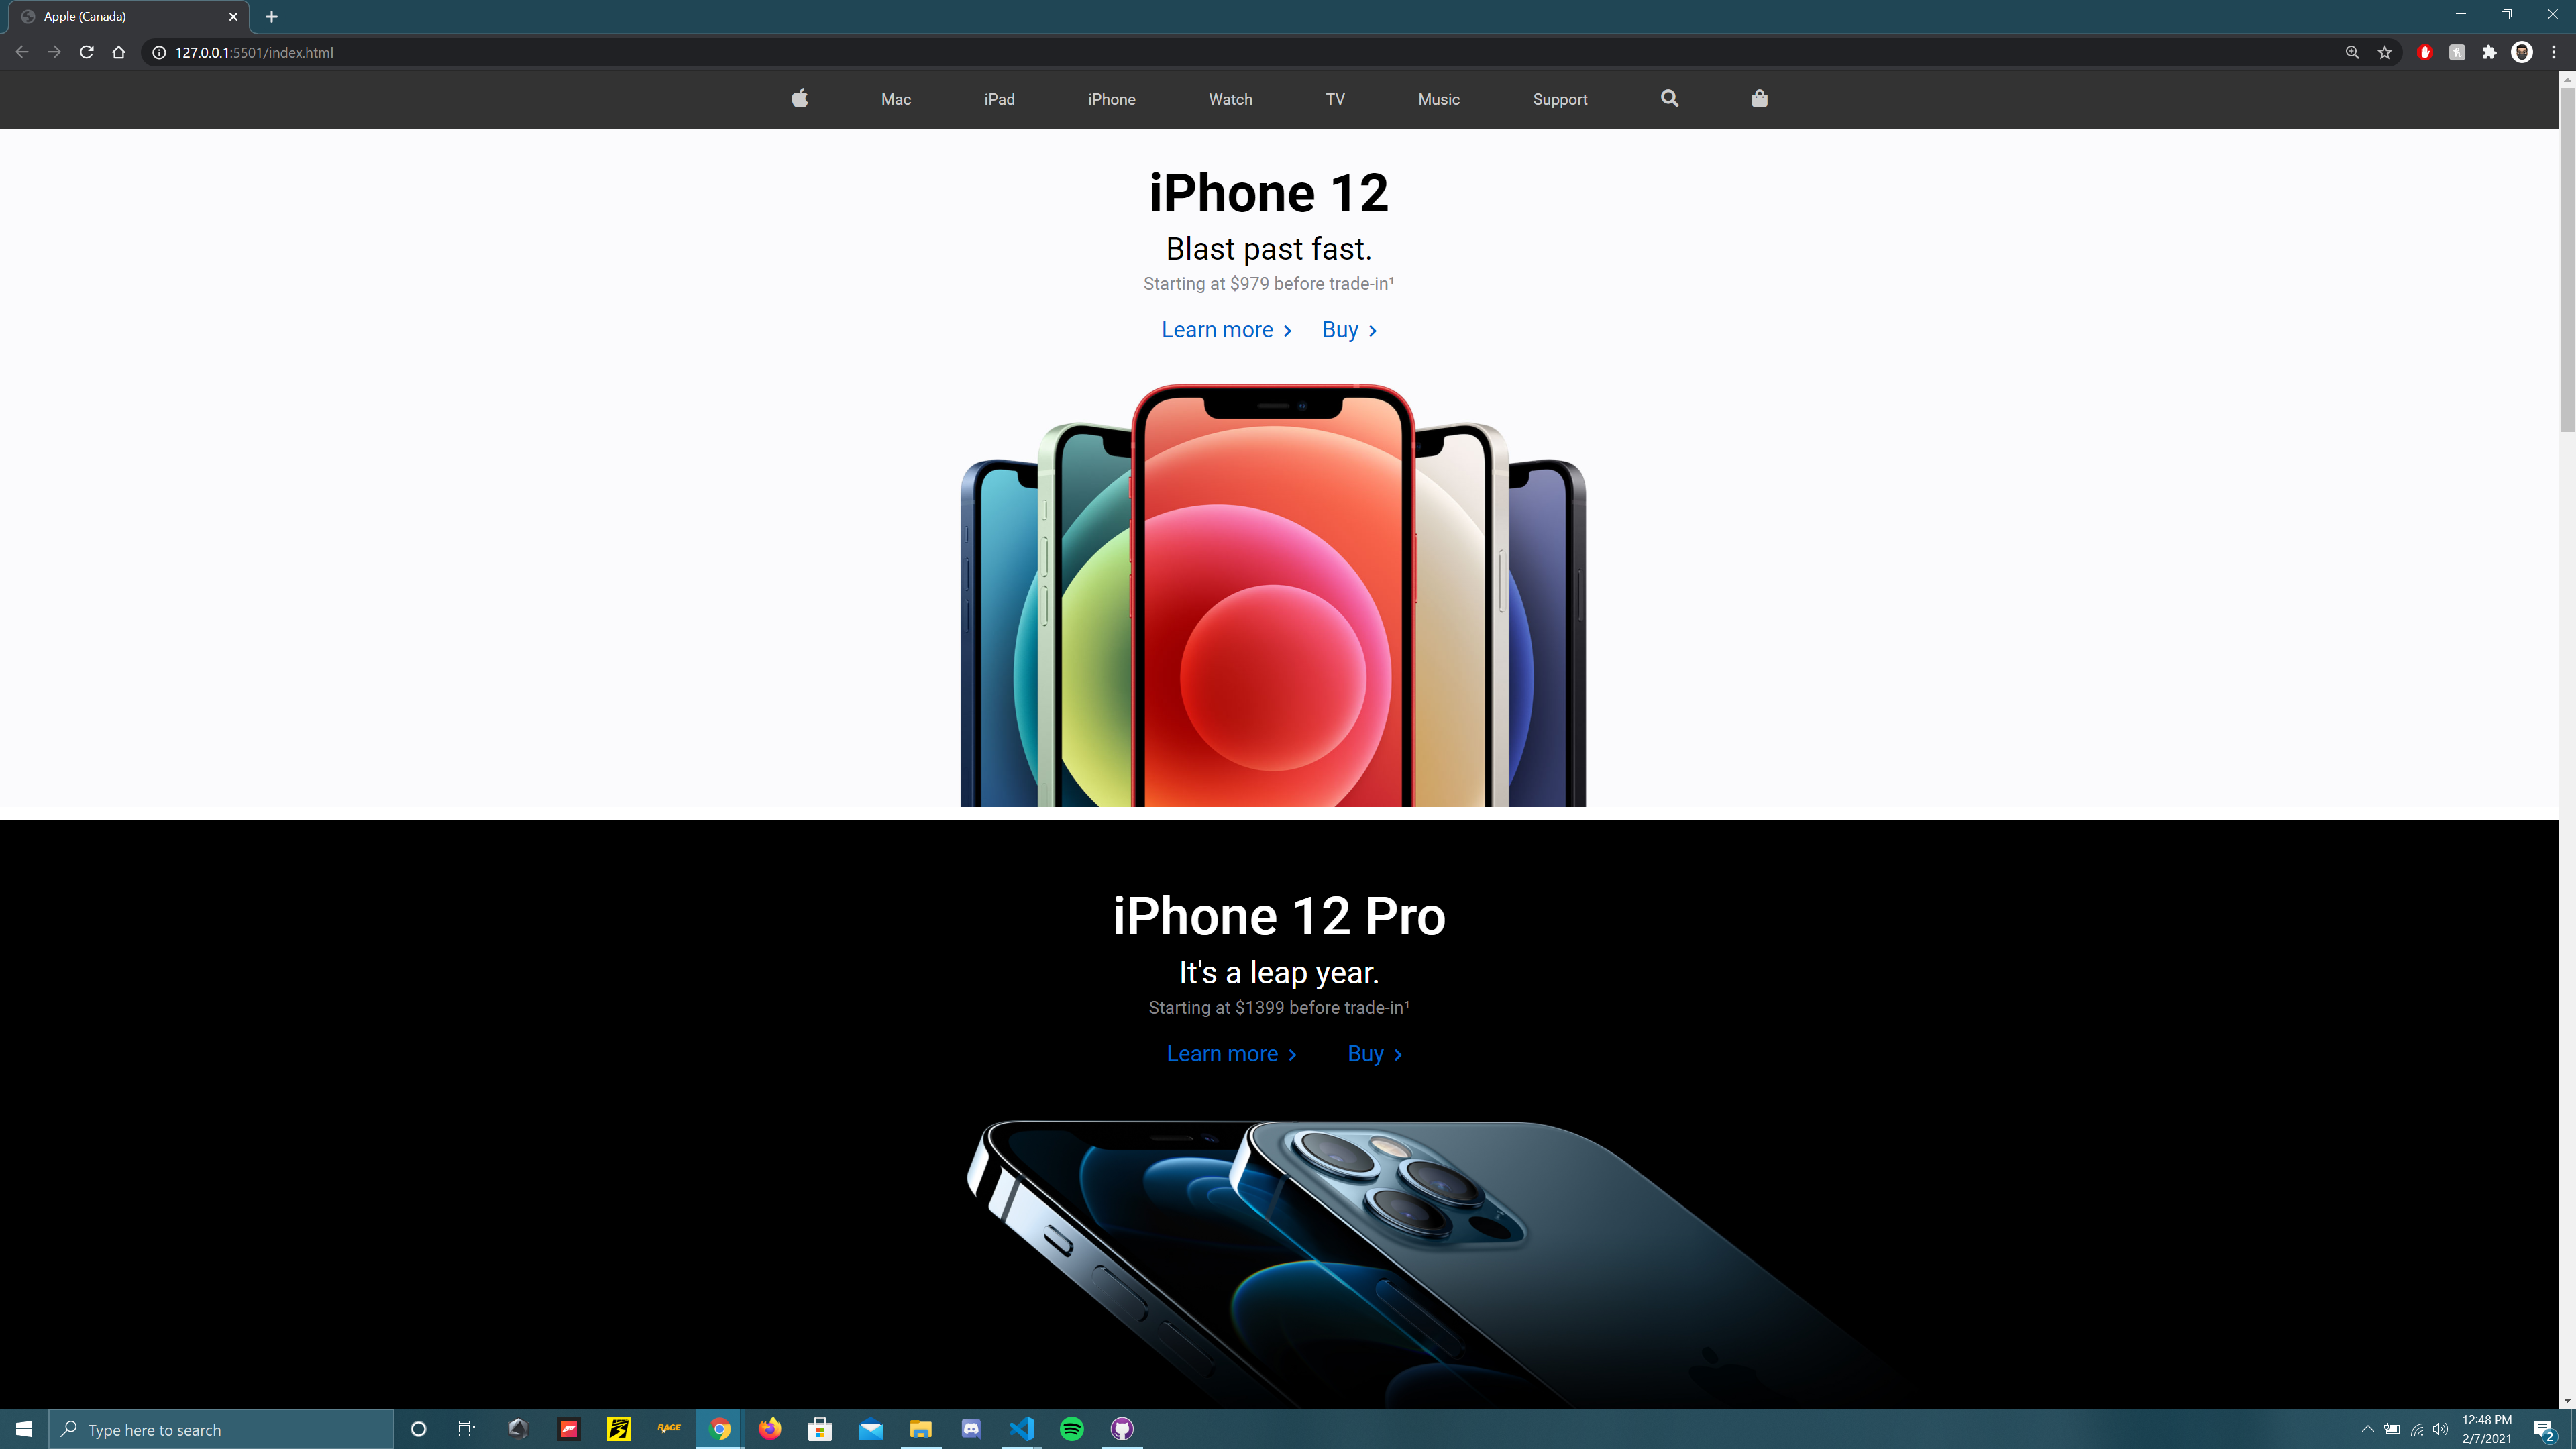 Apple (Canada)
127.0.0.1:5501/index.html
Mac iPad iPhone Watch TV Music Support
iPhone 12
Blast past fast.
Starting at $979 before trade-in¹
Learn more Buy
iPhone 12 Pro
It's a leap year.
Starting at $1399 before trade-in¹
Learn more Buy
Type here to search
RAGE
12:48 PM
2/7/2021
2